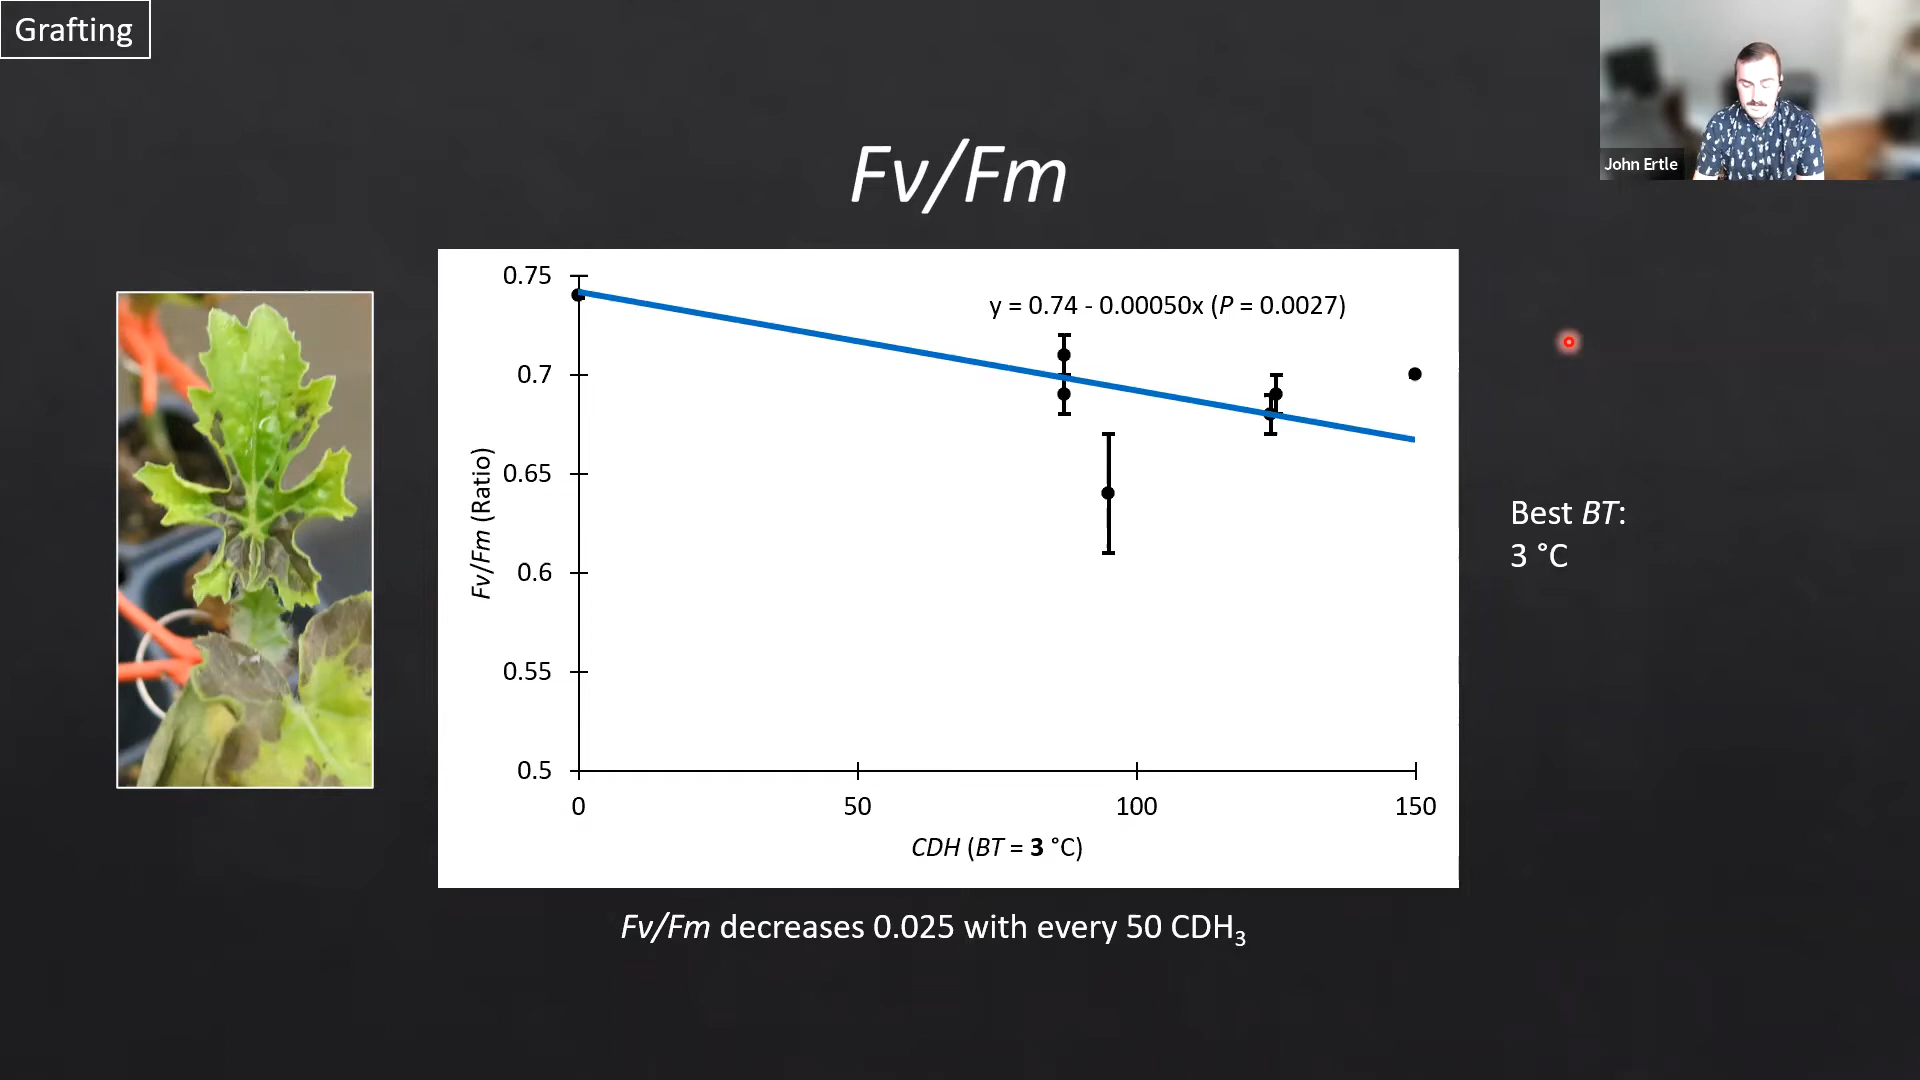 Grafting
John Ertle
Fv/Fm
y = 0.74 - 0.00050x (P = 0.0027)
0.75
0.7
0.65
0.6
0.55
0.5
Fv/Fm (Ratio)
0 50 100 150
CDH (BT = 3 °C)
Best BT:
3 °C
Fv/Fm decreases 0.025 with every 50 CDH₃